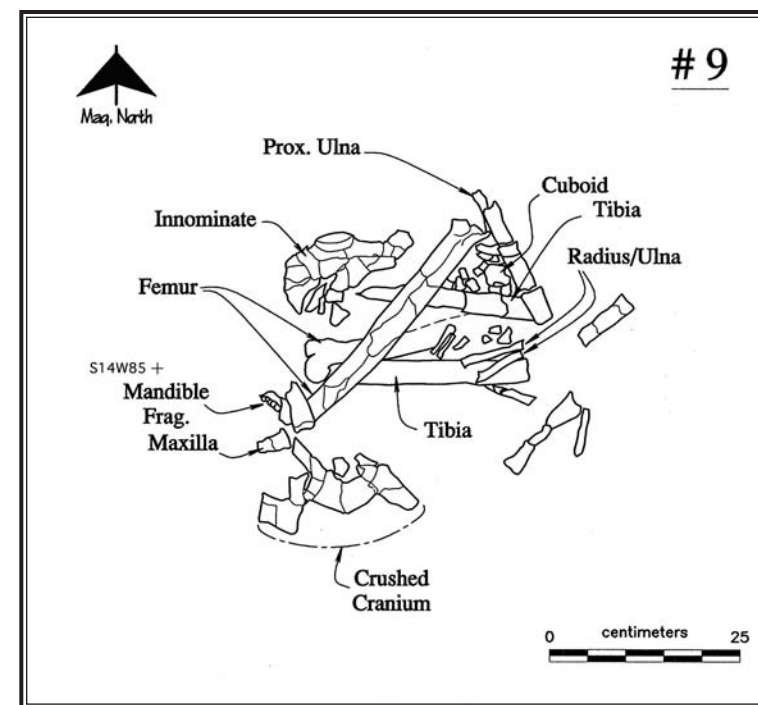 # 9
Mag. North
Prox. Ulna
Cuboid
Tibia
Innominate
Radius/Ulna
Femur
S14W85 +
Mandible
Frag.
Maxilla
Tibia
Crushed
Cranium
0 centimeters 25